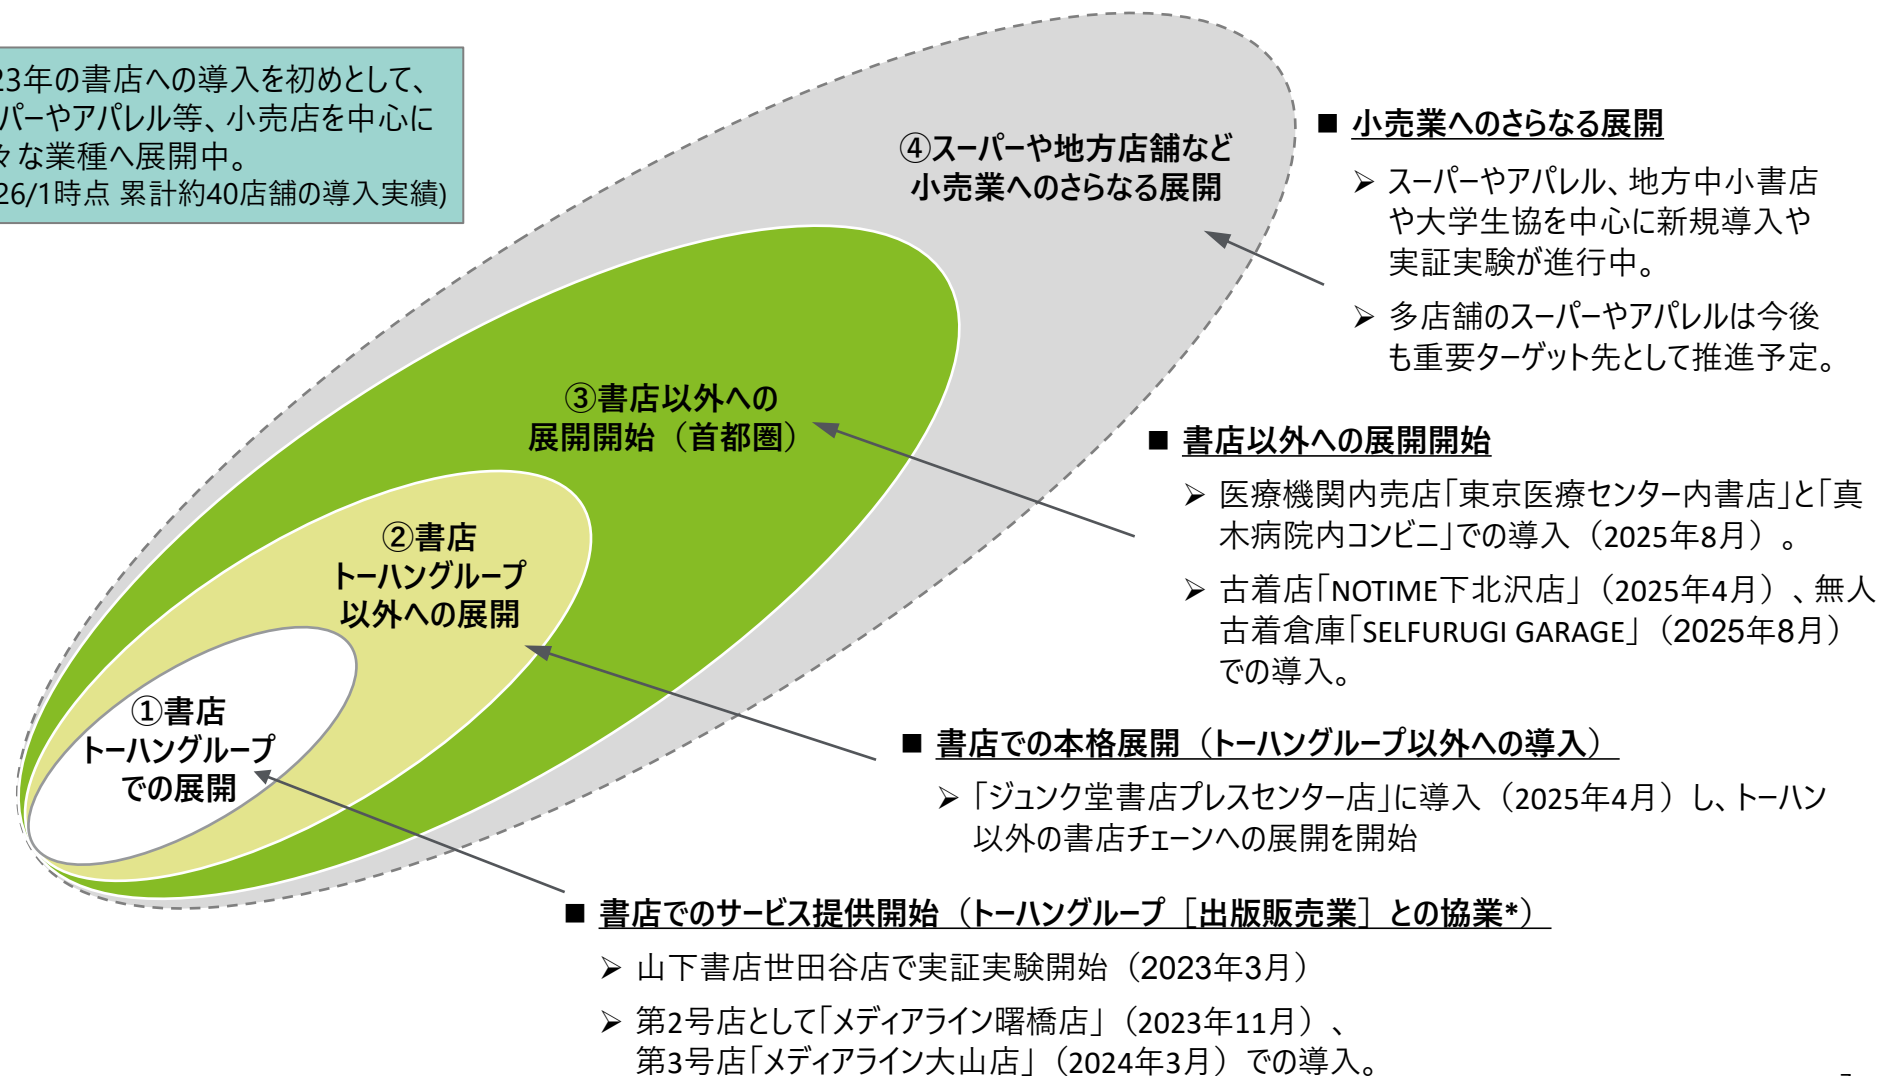 23年の書店への導入を初めとして、
パーやアパレル等、小売店を中心に
々な業種へ展開中。
26/1時点 累計約40店舗の導入実績)
④スーパーや地方店舗など
小売業へのさらなる展開
■ 小売業へのさらなる展開
➢ スーパーやアパレル、地方中小書店
や大学生協を中心に新規導入や
実証実験が進行中。
➢ 多店舗のスーパーやアパレルは今後
も重要ターゲット先として推進予定。
③書店以外への
展開開始（首都圏）
■ 書店以外への展開開始
➢ 医療機関内売店「東京医療センター内書店」と「真
木病院内コンビニ」での導入（2025年8月）。
➢ 古着店「NOTIME下北沢店」（2025年4月）、無人
古着倉庫「SELFURUGI GARAGE」（2025年8月）
での導入。
②書店
トーハングループ
以外への展開
■ 書店での本格展開（トーハングループ以外への導入）
➢ 「ジュンク堂書店プレスセンター店」に導入（2025年4月）し、トーハン
以外の書店チェーンへの展開を開始
①書店
トーハングループ
での展開
■ 書店でのサービス提供開始（トーハングループ［出版販売業］との協業*）
➢ 山下書店世田谷店で実証実験開始（2023年3月）
➢ 第2号店として「メディアライン曙橋店」（2023年11月）、
第3号店「メディアライン大山店」（2024年3月）での導入。